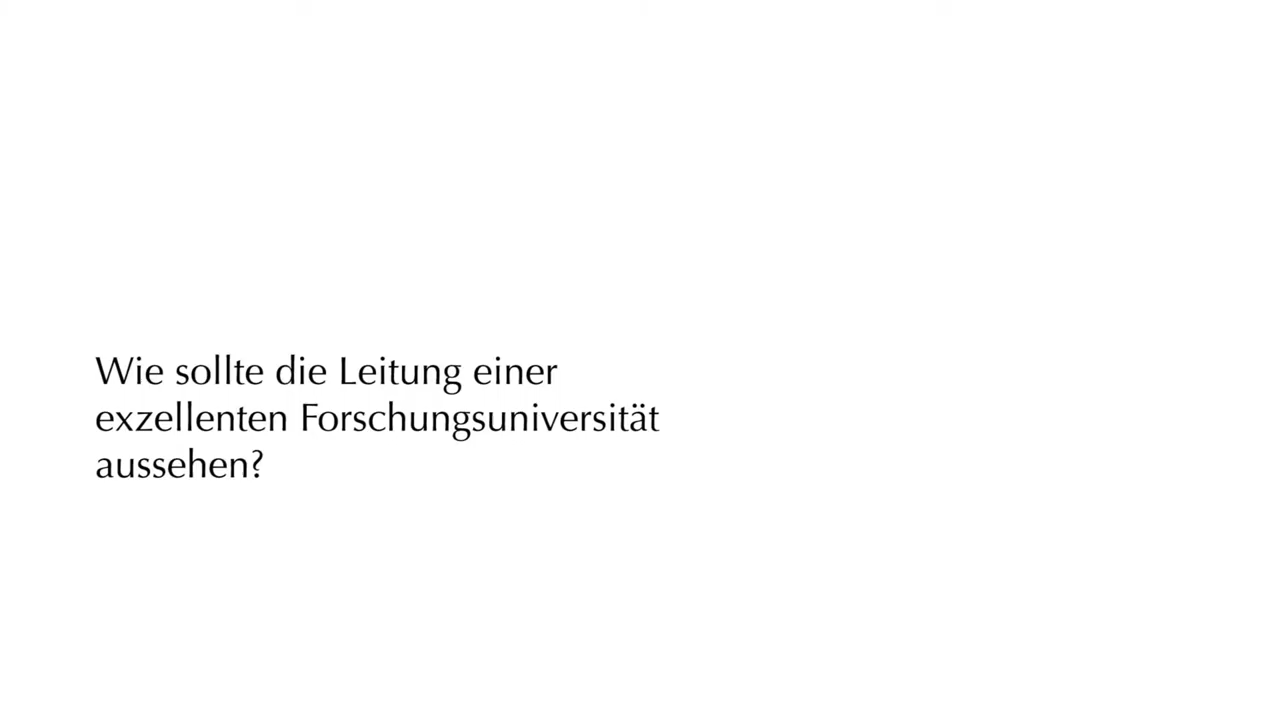 Wie sollte die Leitung einer
exzellenten Forschungsuniversität
aussehen?